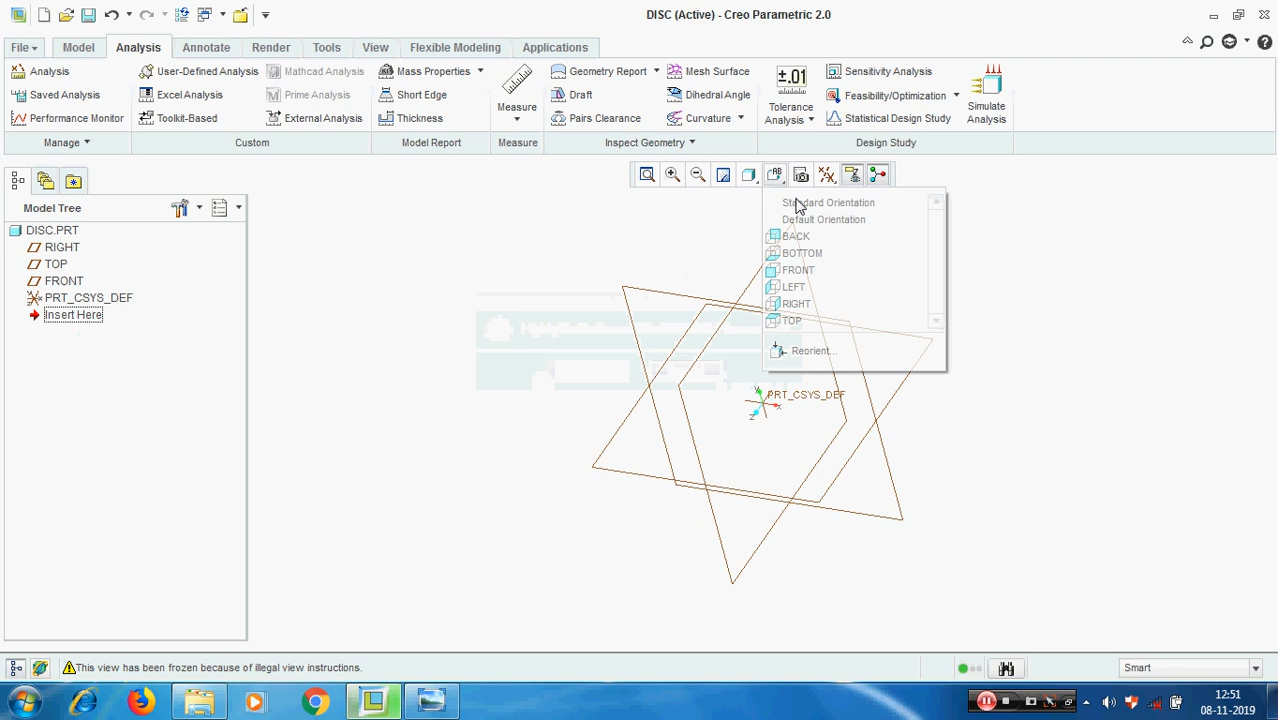 DISC (Active) - Creo Parametric 2.0
File
Model
Analysis
Annotate
Render
Tools
View
Flexible Modeling
Applications
Analysis
User-Defined Analysis
Mathcad Analysis
Mass Properties
Geometry Report
Mesh Surface
Sensitivity Analysis
Saved Analysis
Excel Analysis
Prime Analysis
Short Edge
Draft
Dihedral Angle
Feasibility/Optimization
Performance Monitor
Toolkit-Based
External Analysis
Thickness
Measure
Pairs Clearance
Curvature
±.01
Tolerance
Analysis
Statistical Design Study
Simulate
Analysis
Manage
Custom
Model Report
Measure
Inspect Geometry
Design Study
Model Tree
DISC.PRT
RIGHT
TOP
FRONT
PRT_CSYS_DEF
Insert Here
Standard Orientation
Default Orientation
BACK
BOTTOM
FRONT
LEFT
RIGHT
TOP
Reorient...
Y
PRT_CSYS_DEF
X
Z
This view has been frozen because of illegal view instructions.
Smart
12:51
08-11-2019